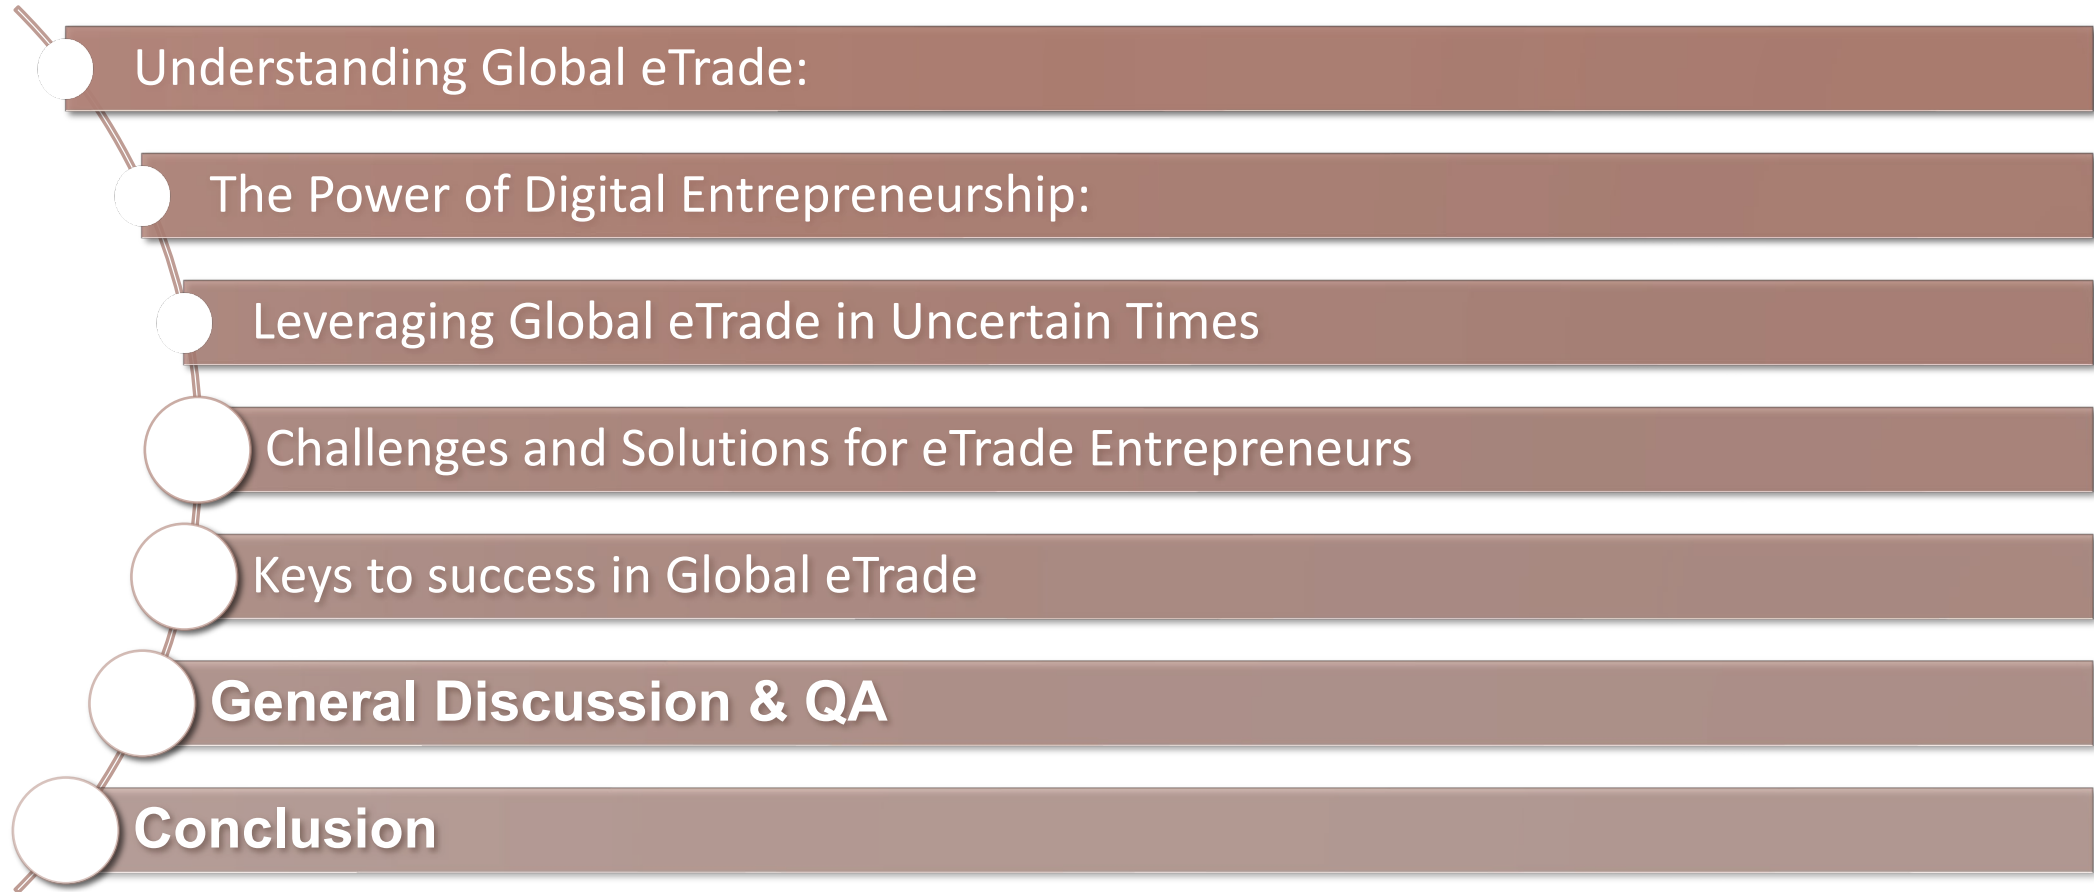 Understanding Global eTrade:
The Power of Digital Entrepreneurship:
Leveraging Global eTrade in Uncertain Times
Challenges and Solutions for eTrade Entrepreneurs
Keys to success in Global eTrade
General Discussion & QA
Conclusion